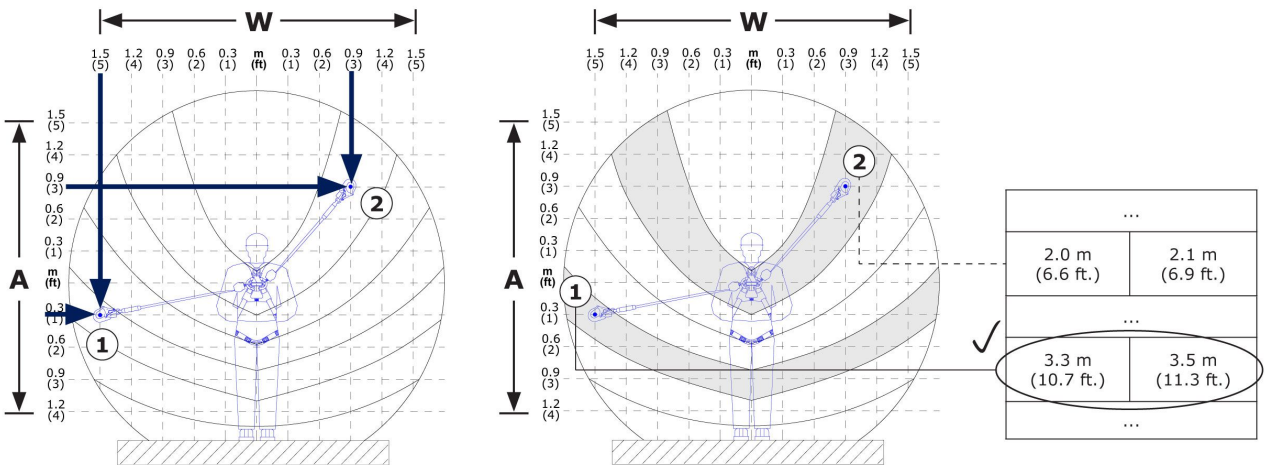 W
1.5 1.2 0.9 0.6 0.3 m 0.3 0.6 0.9 1.2 1.5
(5) (4) (3) (2) (1) (ft) (1) (2) (3) (4) (5)
A
1.5
(5)
1.2
(4)
0.9
(3)
0.6
(2)
0.3
(1)
m
(ft)
0.3
(1)
0.6
(2)
0.9
(3)
1.2
(4)
1
2
W
1.5 1.2 0.9 0.6 0.3 m 0.3 0.6 0.9 1.2 1.5
(5) (4) (3) (2) (1) (ft) (1) (2) (3) (4) (5)
A
1.5
(5)
1.2
(4)
0.9
(3)
0.6
(2)
0.3
(1)
m
(ft)
0.3
(1)
0.6
(2)
0.9
(3)
1.2
(4)
1
2
...
2.0 m 2.1 m
(6.6 ft.) (6.9 ft.)
...
3.3 m 3.5 m
(10.7 ft.) (11.3 ft.)
...